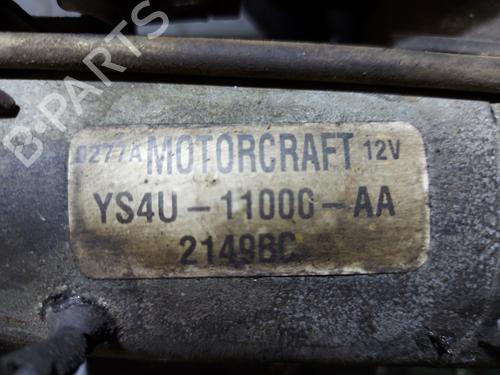 B-PARTS
0277A MOTORCRAFT 12V
YS4U-11000-AA
2149BC